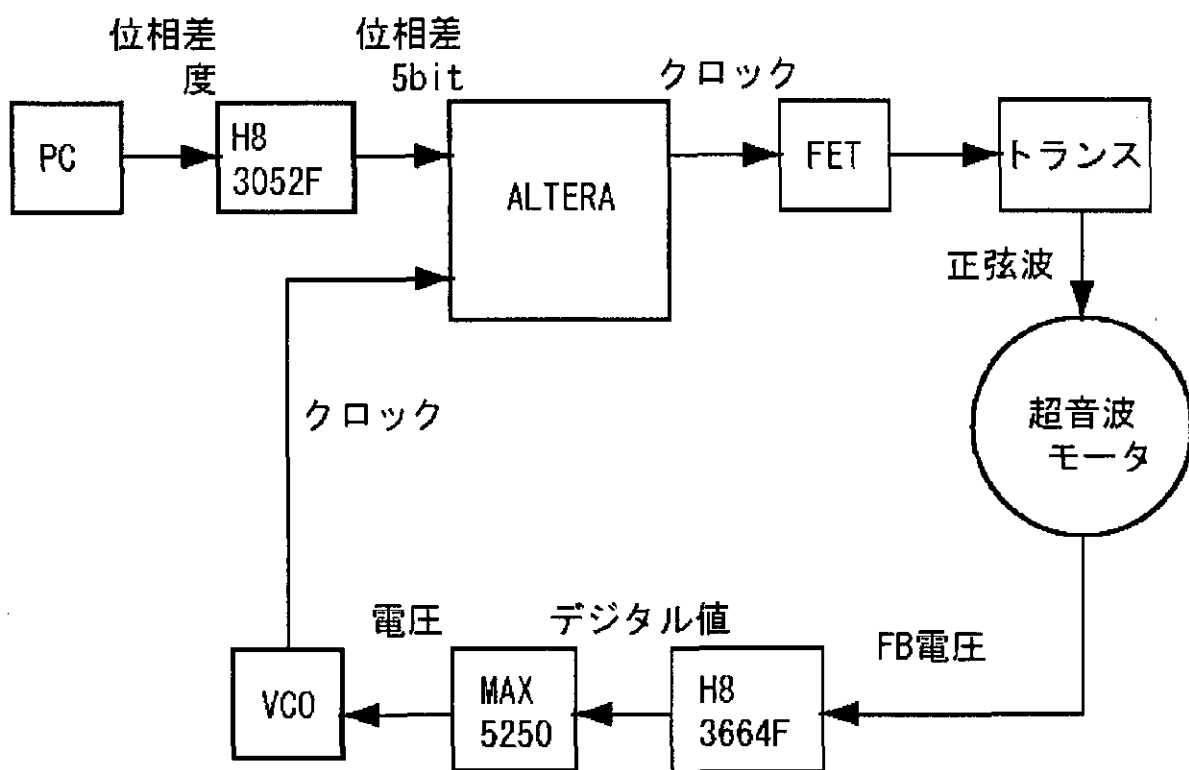 位相差
度
位相差
5bit
クロック
PC
H8
3052F
ALTERA
FET
トランス
正弦波
超音波
モータ
クロック
電圧
デジタル値
FB電圧
VCO
MAX
5250
H8
3664F